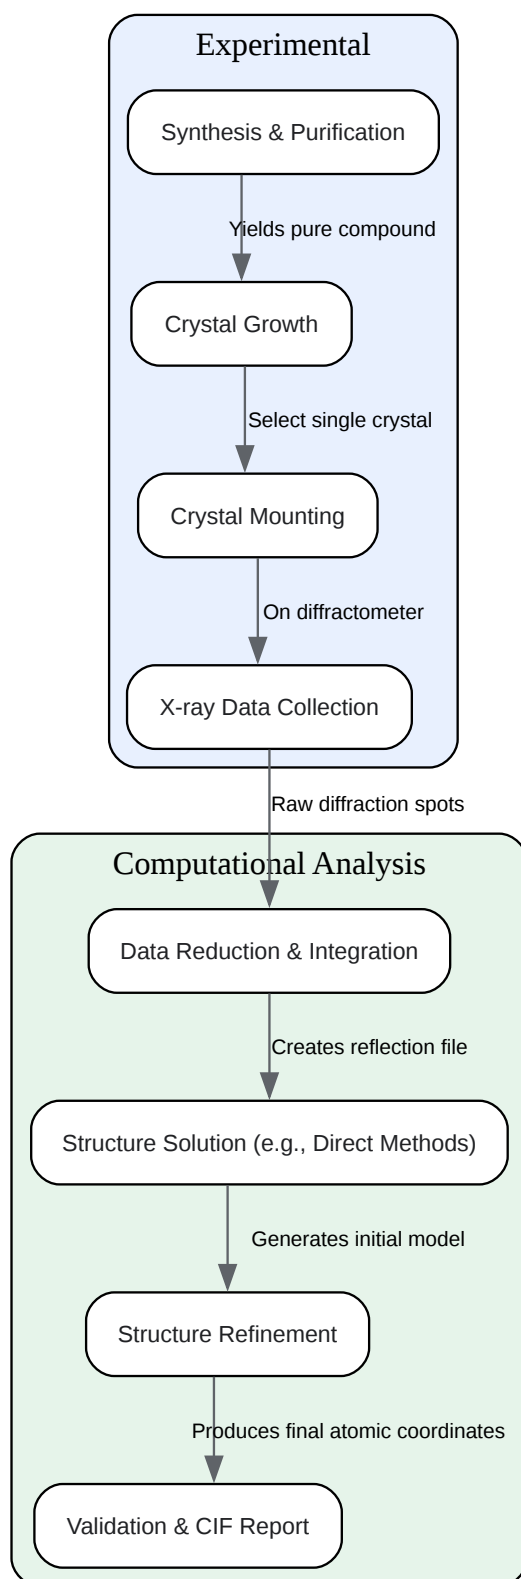 Experimental
Synthesis & Purification
Yields pure compound
Crystal Growth
Select single crystal
Crystal Mounting
On diffractometer
X-ray Data Collection
Raw diffraction spots
Computational Analysis
Data Reduction & Integration
Creates reflection file
Structure Solution (e.g., Direct Methods)
Generates initial model
Structure Refinement
Produces final atomic coordinates
Validation & CIF Report